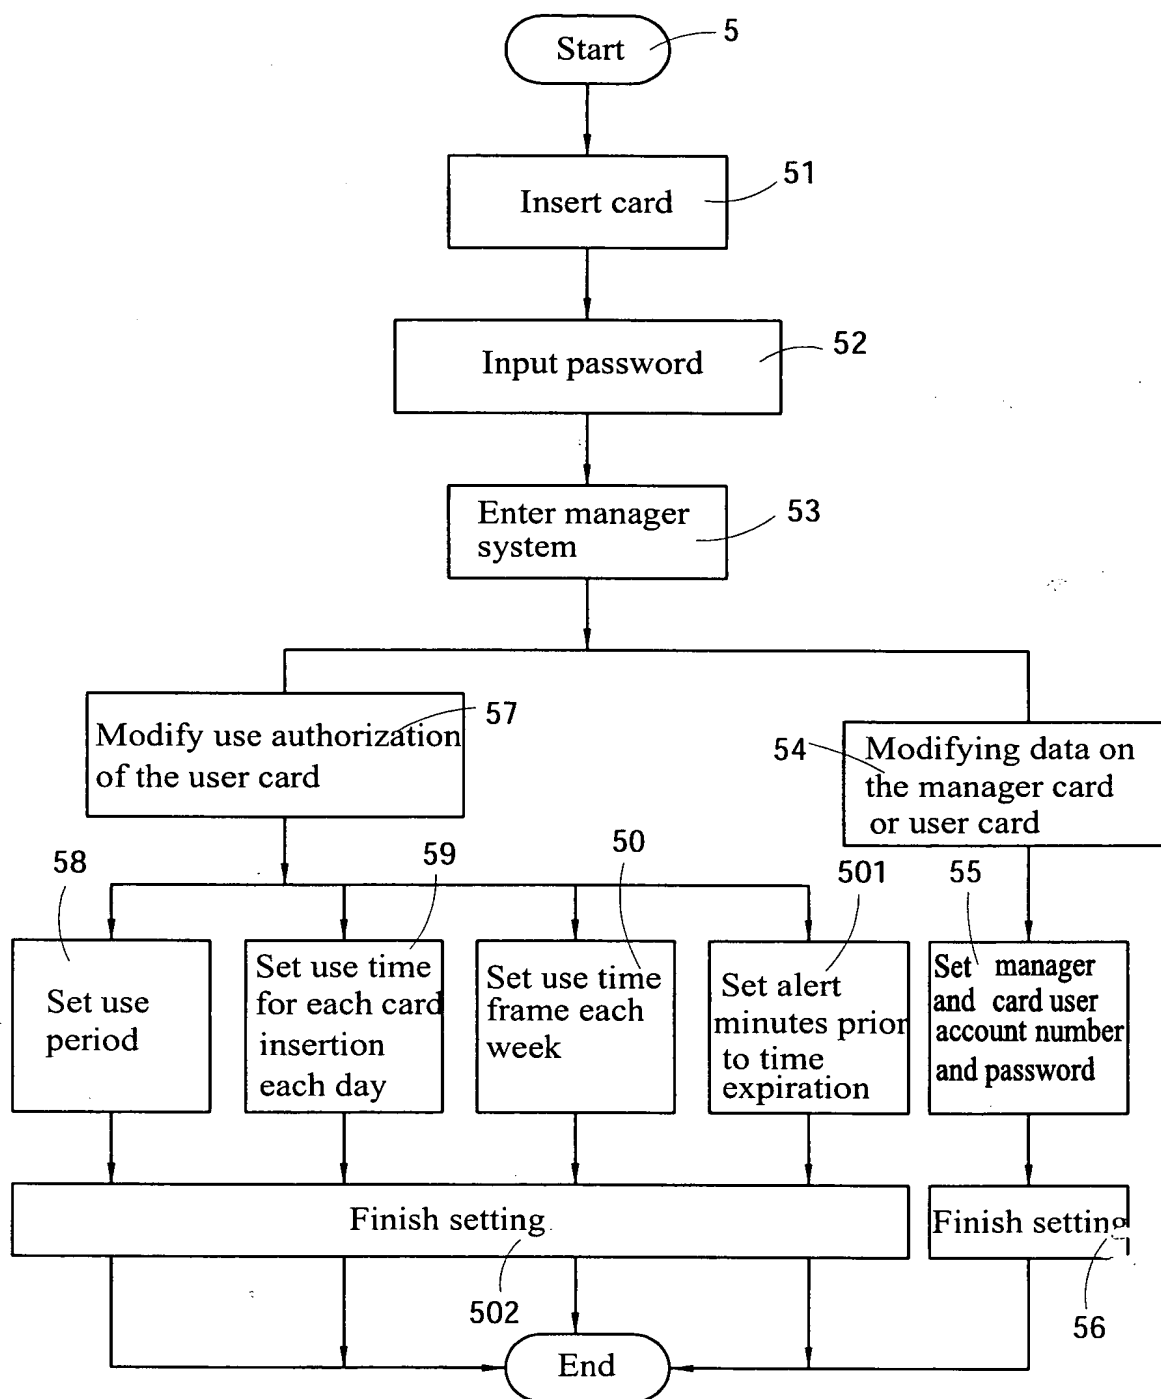 Start
5
Insert card
51
Input password
52
Enter manager
system
53
Modify use authorization
of the user card
57
54
Modifying data on
the manager card
or user card
58
59
50
501
55
Set use
period
Set use time
for each card
insertion
each day
Set use time
frame each
week
Set alert
minutes prior
to time
expiration
Set manager
and card user
account number
and password
Finish setting
502
Finish setting
56
End